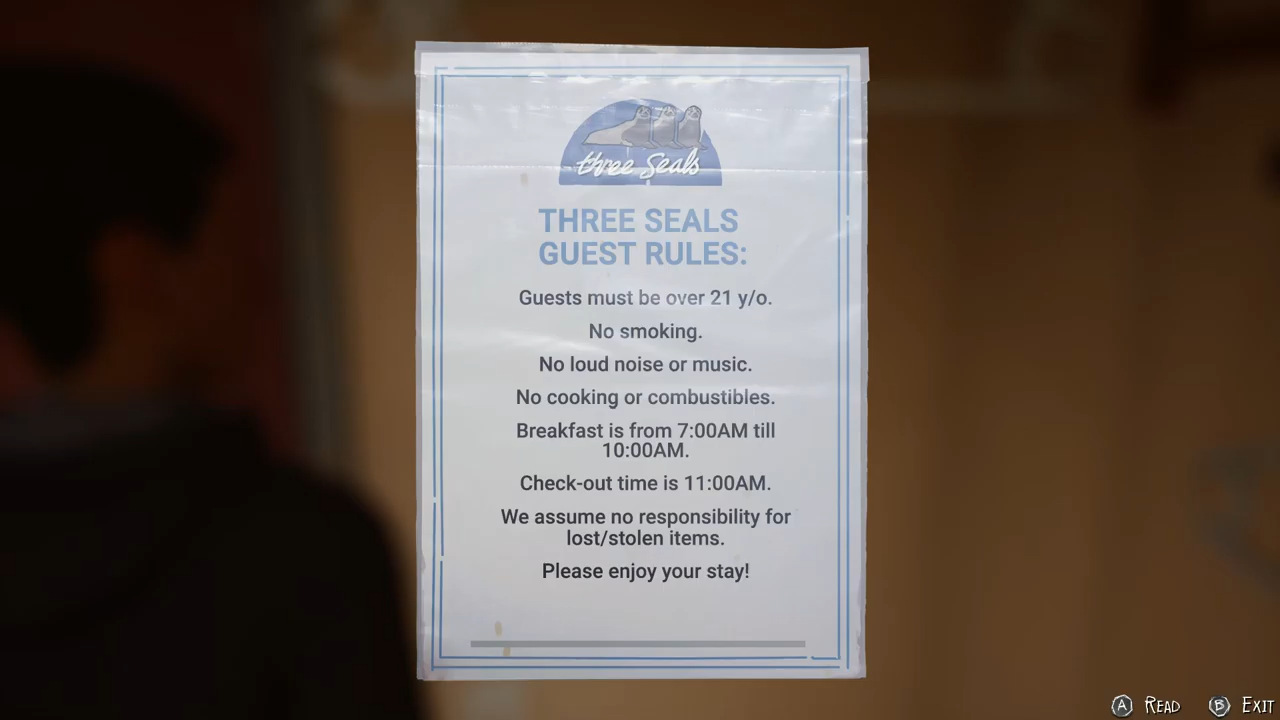 three Seals
THREE SEALS
GUEST RULES:
Guests must be over 21 y/o.
No smoking.
No loud noise or music.
No cooking or combustibles.
Breakfast is from 7:00AM till
10:00AM.
Check-out time is 11:00AM.
We assume no responsibility for
lost/stolen items.
Please enjoy your stay!
A READ B EXIT